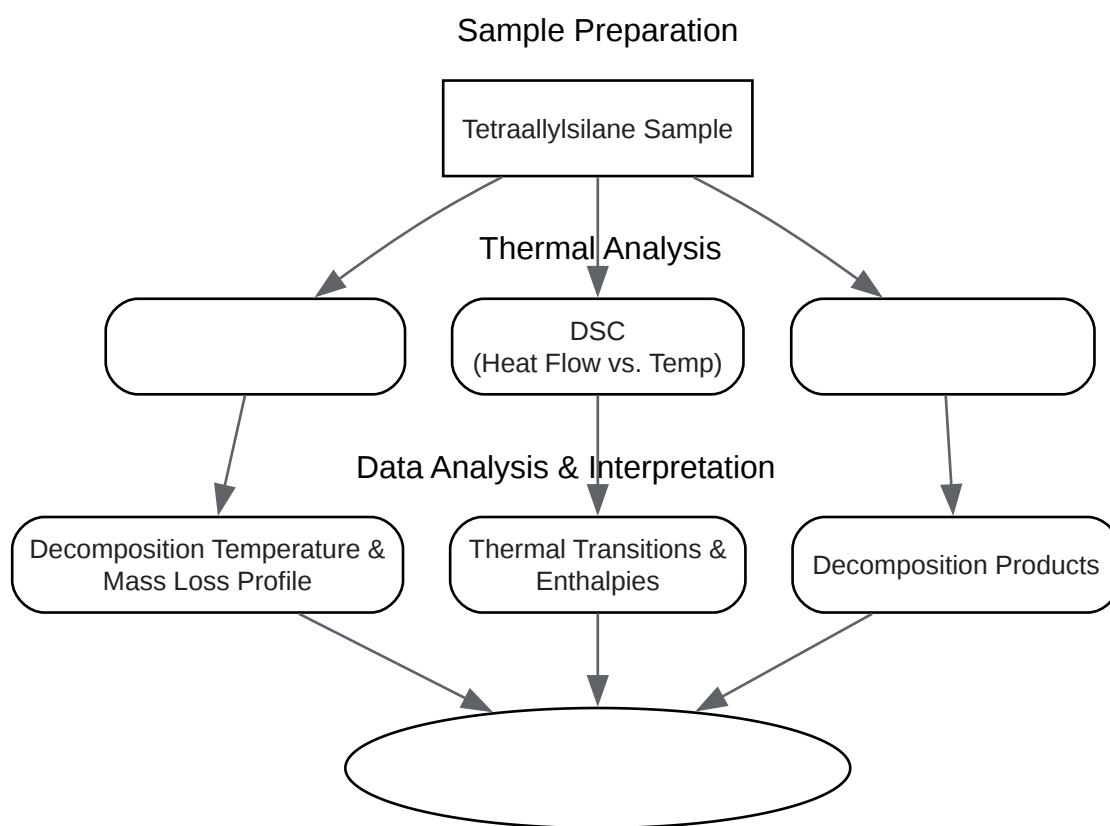 Sample Preparation
Tetraallylsilane Sample
Thermal Analysis
DSC
(Heat Flow vs. Temp)
Data Analysis & Interpretation
Decomposition Temperature &
Mass Loss Profile
Thermal Transitions &
Enthalpies
Decomposition Products